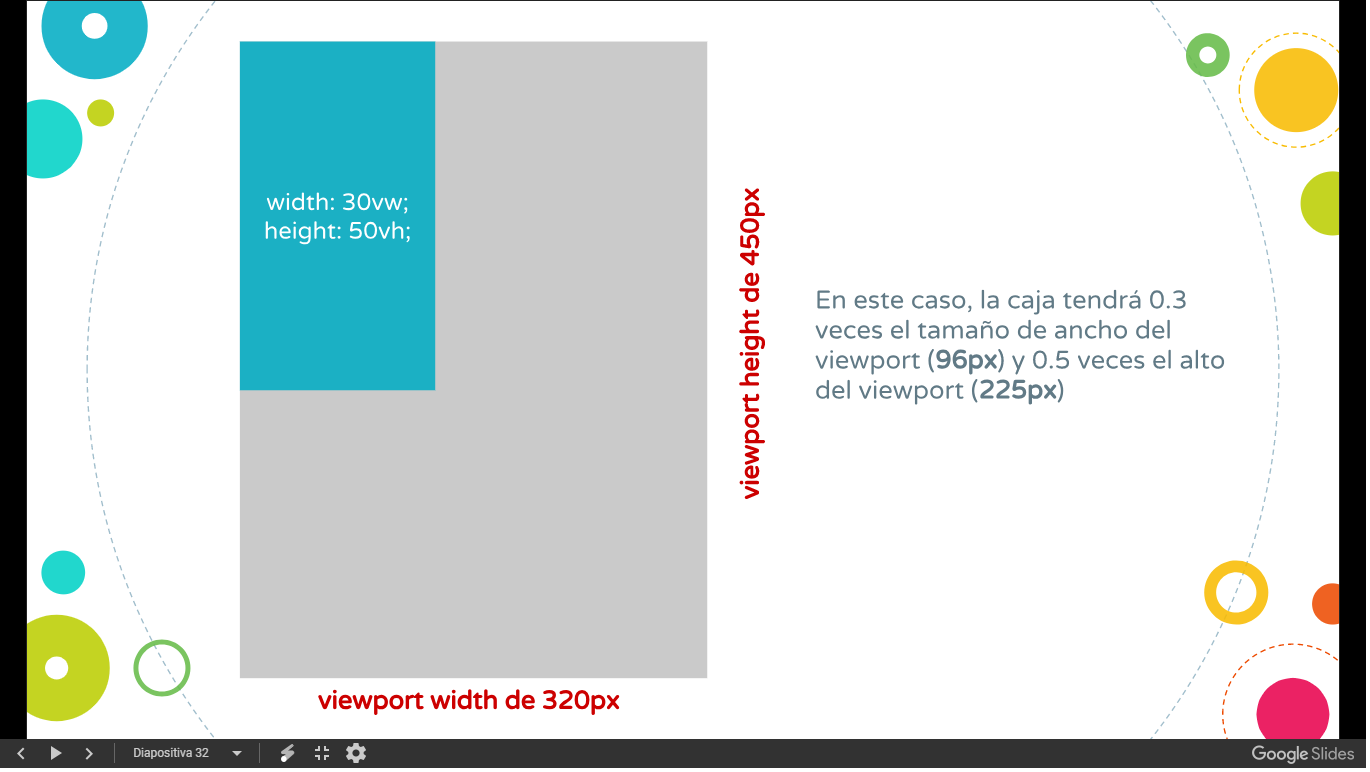 width: 30vw;
height: 50vh;
viewport height de 450px
En este caso, la caja tendrá 0.3
veces el tamaño de ancho del
viewport (96px) y 0.5 veces el alto
del viewport (225px)
viewport width de 320px
Diapositiva 32
Google Slides